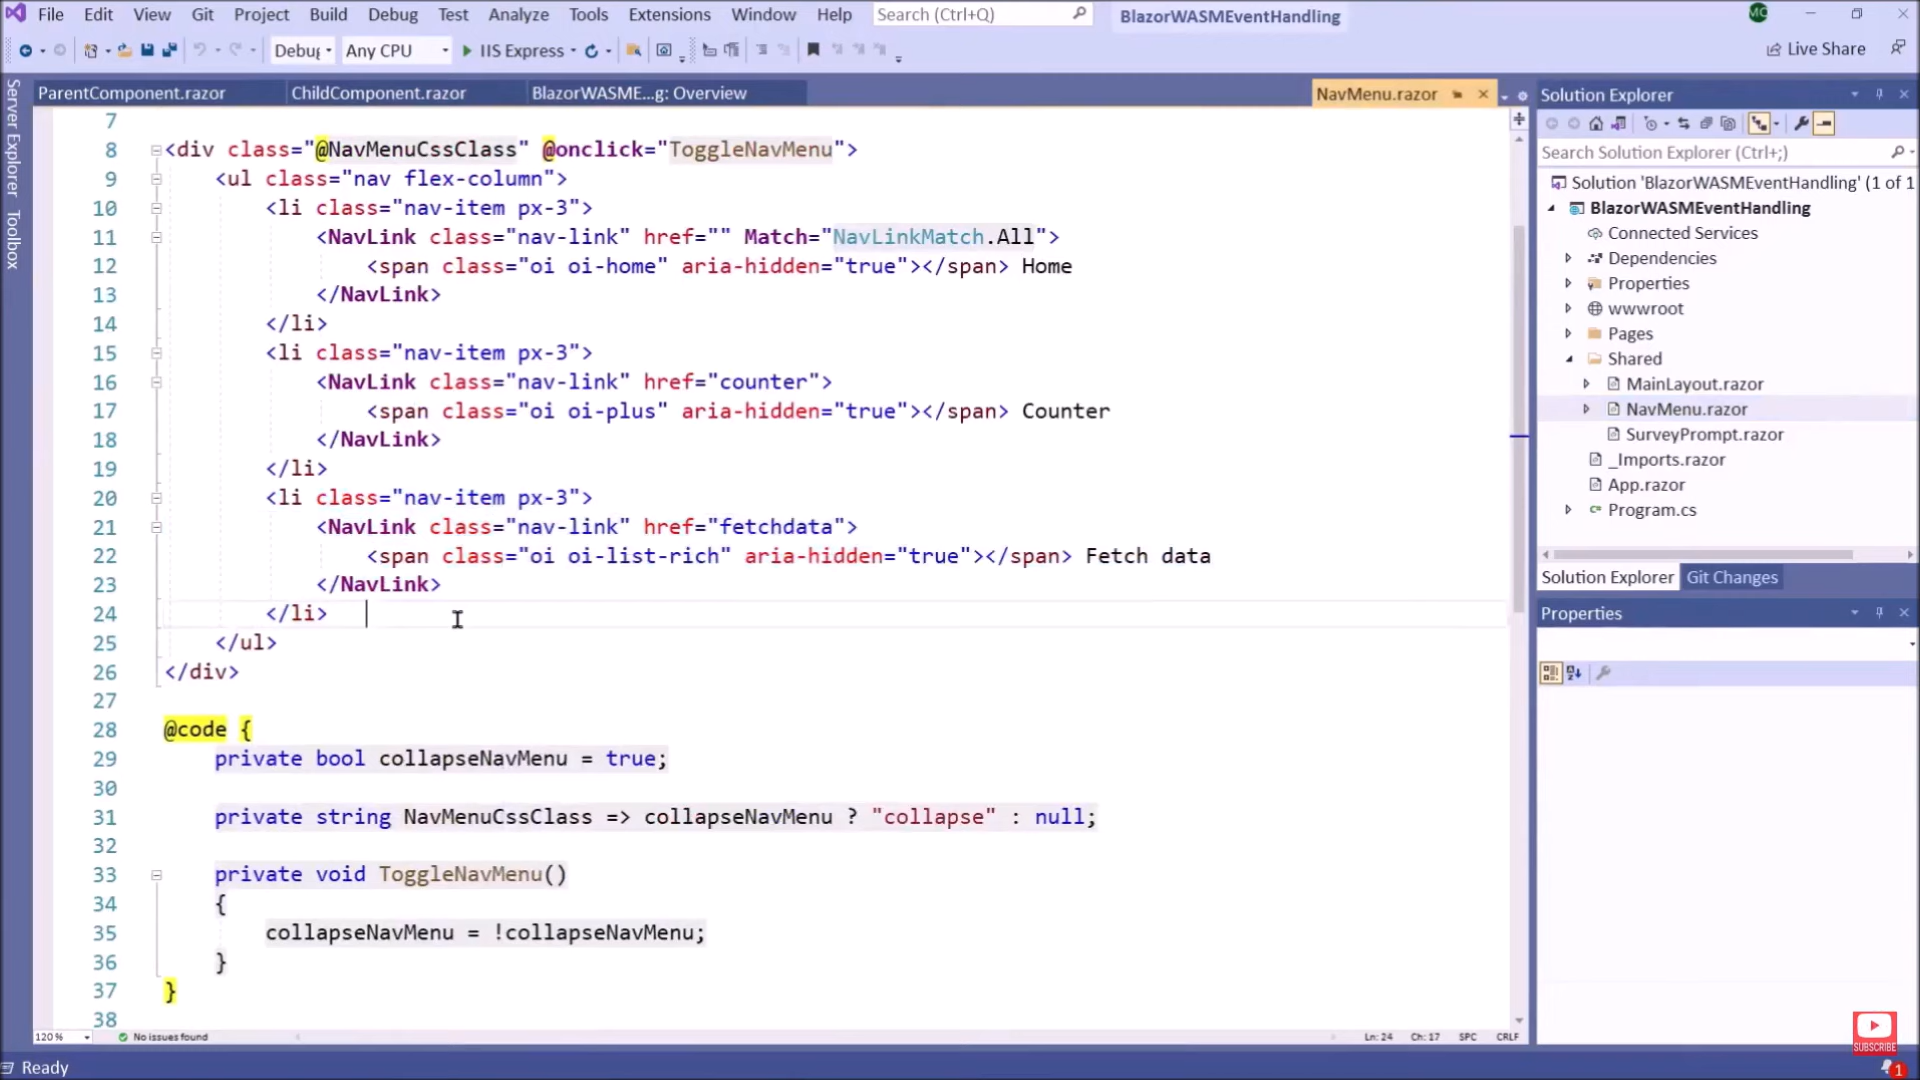 File Edit View Git Project Build Debug Test Analyze Tools Extensions Window Help Search (Ctrl+Q) BlazorWASMEventHandling MC
Debug Any CPU IIS Express Live Share
ParentComponent.razor ChildComponent.razor BlazorWASME...g: Overview NavMenu.razor
Server Explorer
Toolbox
7
8 <div class="@NavMenuCssClass" @onclick="ToggleNavMenu">
9 <ul class="nav flex-column">
10 <li class="nav-item px-3">
11 <NavLink class="nav-link" href="" Match="NavLinkMatch.All">
12 <span class="oi oi-home" aria-hidden="true"></span> Home
13 </NavLink>
14 </li>
15 <li class="nav-item px-3">
16 <NavLink class="nav-link" href="counter">
17 <span class="oi oi-plus" aria-hidden="true"></span> Counter
18 </NavLink>
19 </li>
20 <li class="nav-item px-3">
21 <NavLink class="nav-link" href="fetchdata">
22 <span class="oi oi-list-rich" aria-hidden="true"></span> Fetch data
23 </NavLink>
24 </li>
25 </ul>
26 </div>
27
28 @code {
29 private bool collapseNavMenu = true;
30
31 private string NavMenuCssClass => collapseNavMenu ? "collapse" : null;
32
33 private void ToggleNavMenu()
34 {
35 collapseNavMenu = !collapseNavMenu;
36 }
37 }
38
120 % No issues found Ln: 24 Ch: 17 SPC CRLF
Ready
Solution Explorer
Search Solution Explorer (Ctrl+;)
Solution 'BlazorWASMEventHandling' (1 of 1
BlazorWASMEventHandling
Connected Services
Dependencies
Properties
wwwroot
Pages
Shared
MainLayout.razor
NavMenu.razor
SurveyPrompt.razor
_Imports.razor
App.razor
Program.cs
Solution Explorer Git Changes
Properties
SUBSCRIBE
1